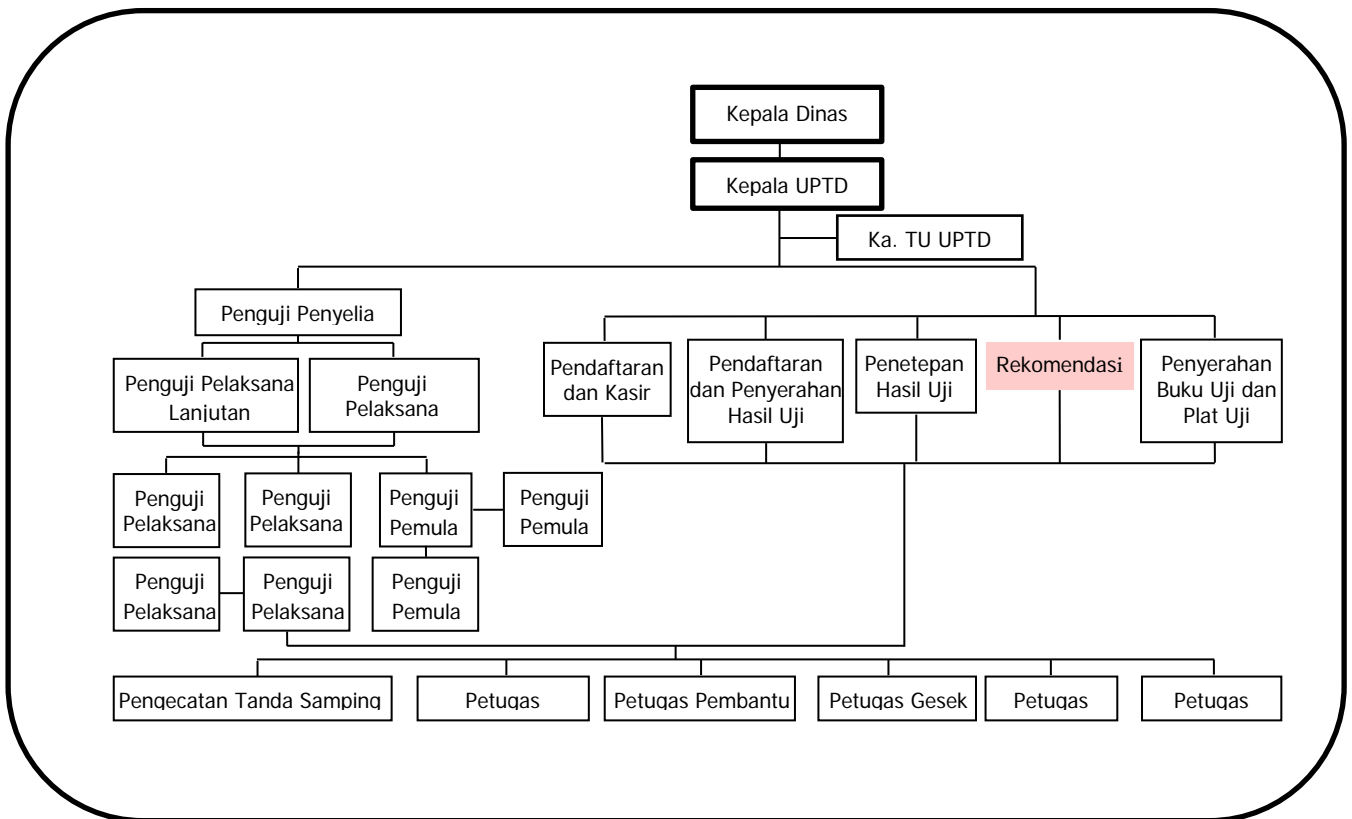 Kepala Dinas
Kepala UPTD
Ka. TU UPTD
Penguji Penyelia
Penguji Pelaksana
Lanjutan
Penguji
Pelaksana
Pendaftaran
dan Kasir
Pendaftaran
dan Penyerahan
Hasil Uji
Penetepan
Hasil Uji
Rekomendasi
Penyerahan
Buku Uji dan
Plat Uji
Penguji
Pelaksana
Penguji
Pelaksana
Penguji
Pemula
Penguji
Pemula
Penguji
Pelaksana
Penguji
Pelaksana
Penguji
Pemula
Pengecatan Tanda Samping
Petugas
Petugas Pembantu
Petugas Gesek
Petugas
Petugas